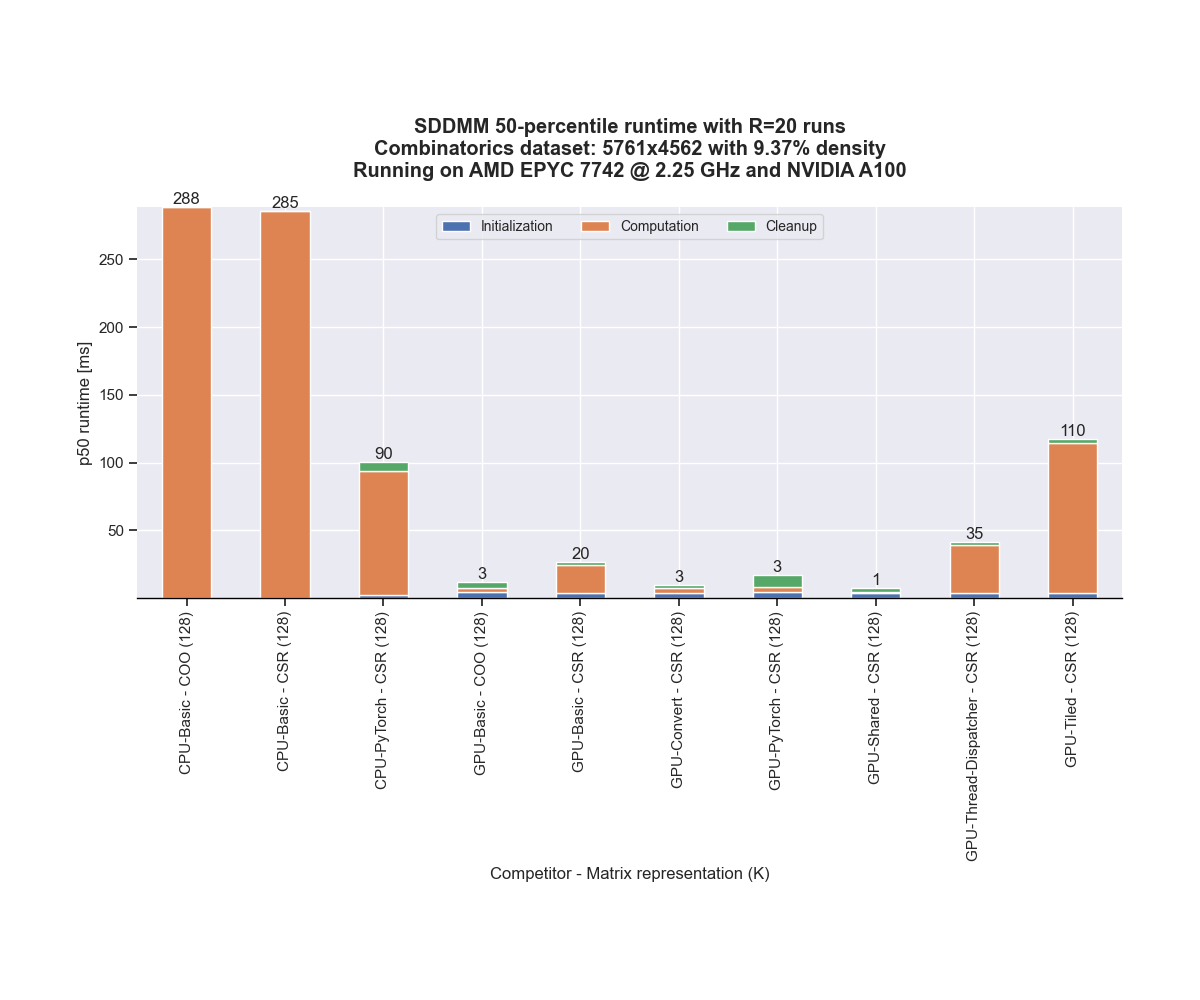 SDDMM 50-percentile runtime with R=20 runs
Combinatorics dataset: 5761x4562 with 9.37% density
Running on AMD EPYC 7742 @ 2.25 GHz and NVIDIA A100
288
285
90
3
20
3
3
1
35
110
Initialization
Computation
Cleanup
250
200
150
100
50
p50 runtime [ms]
CPU-Basic - COO (128)
CPU-Basic - CSR (128)
CPU-PyTorch - CSR (128)
GPU-Basic - COO (128)
GPU-Basic - CSR (128)
GPU-Convert - CSR (128)
GPU-PyTorch - CSR (128)
GPU-Shared - CSR (128)
GPU-Thread-Dispatcher - CSR (128)
GPU-Tiled - CSR (128)
Competitor - Matrix representation (K)